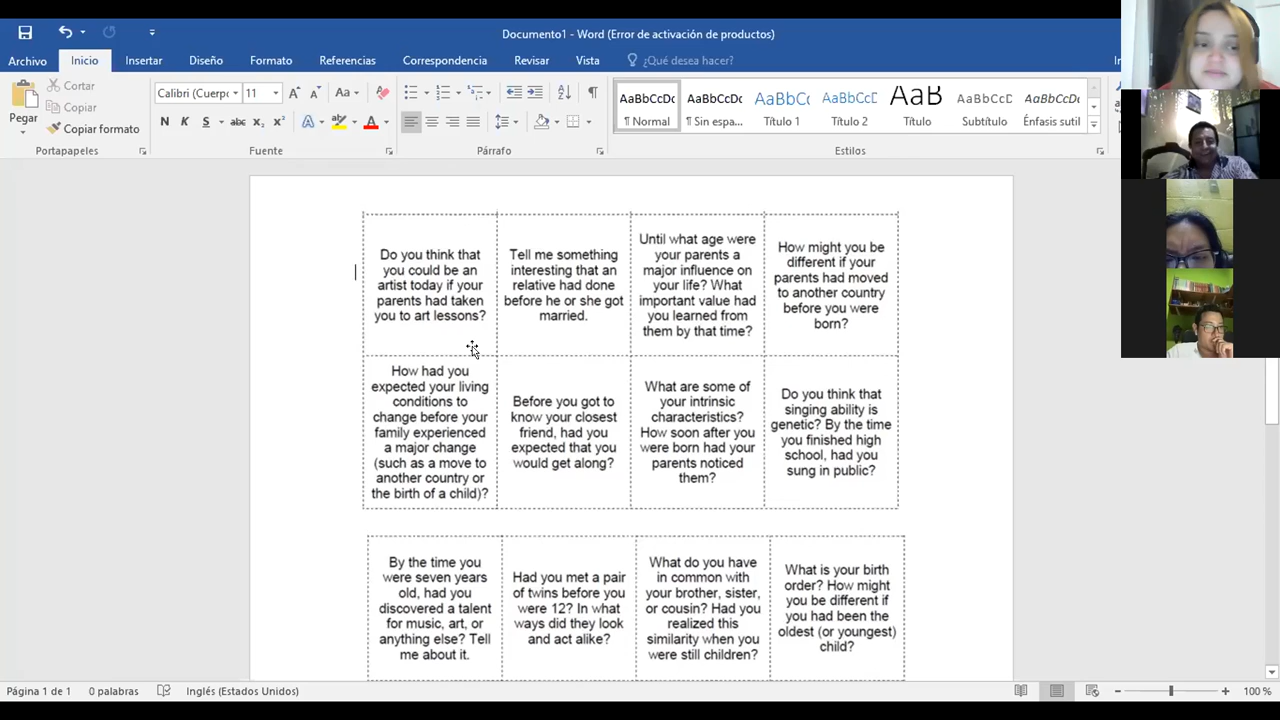 Documento1 - Word (Error de activación de productos)
Archivo Inicio Insertar Diseño Formato Referencias Correspondencia Revisar Vista ¿Qué desea hacer?
Pegar
Cortar
Copiar
Copiar formato
Portapapeles
Calibri (Cuerpo 11
Aa
N K S abc x₂ x²
Fuente
Párrafo
AaBbCcDc AaBbCcDc AaBbCcD AaBbCcD AaB AaBbCcD AaBbCcDc
¶ Normal ¶ Sin espa... Título 1 Título 2 Título Subtítulo Énfasis sutil
Estilos
Do you think that
you could be an
artist today if your
parents had taken
you to art lessons?
Tell me something
interesting that an
relative had done
before he or she got
married.
Until what age were
your parents a
major influence on
your life? What
important value had
you learned from
them by that time?
How might you be
different if your
parents had moved
to another country
before you were
born?
How had you
expected your living
conditions to
change before your
family experienced
a major change
(such as a move to
another country or
the birth of a child)?
Before you got to
know your closest
friend, had you
expected that you
would get along?
What are some of
your intrinsic
characteristics?
How soon after you
were born had your
parents noticed
them?
Do you think that
singing ability is
genetic? By the time
you finished high
school, had you
sung in public?
By the time you
were seven years
old, had you
discovered a talent
for music, art, or
anything else? Tell
me about it.
Had you met a pair
of twins before you
were 12? In what
ways did they look
and act alike?
What do you have
in common with
your brother, sister,
or cousin? Had you
realized this
similarity when you
were still children?
What is your birth
order? How might
you be different if
you had been the
oldest (or youngest)
child?
Página 1 de 1 0 palabras Inglés (Estados Unidos) 100 %